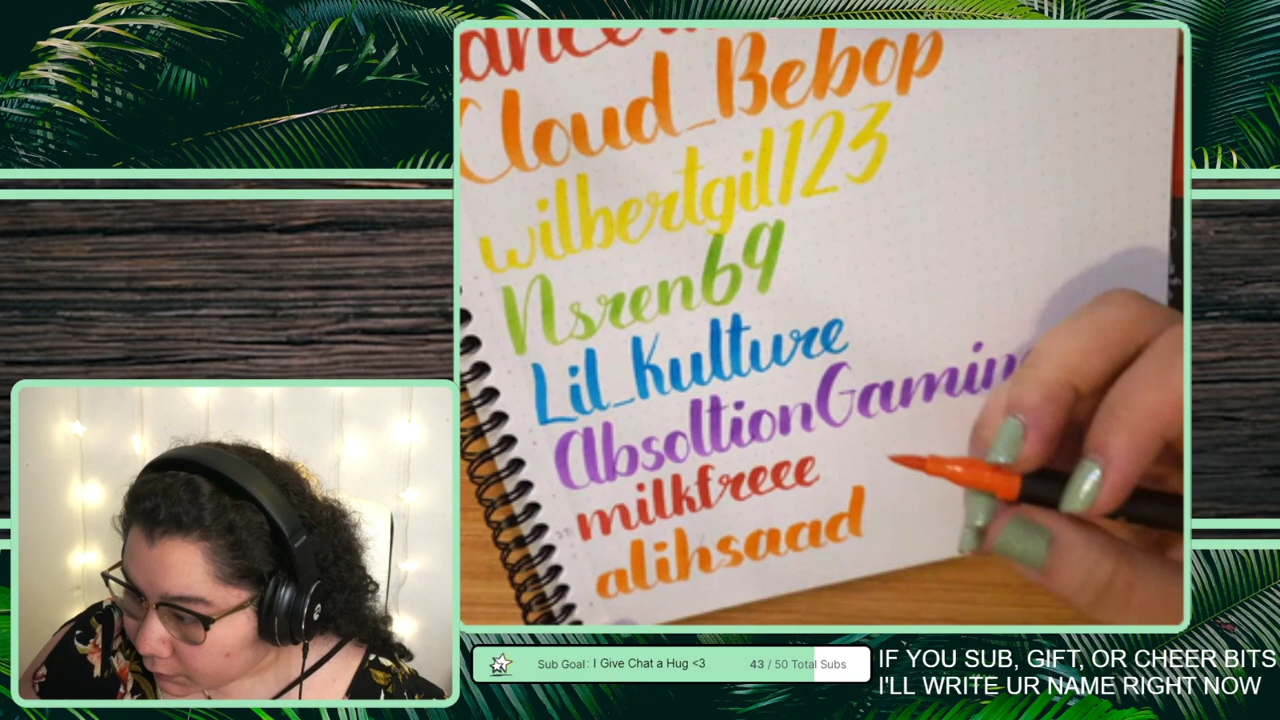 Cloud_Bebop
wilbertgil123
Nsren69
Lil_Kulture
AbsoltionGaming
milkfreee
alihsaad
Sub Goal: I Give Chat a Hug <3 43 / 50 Total Subs
IF YOU SUB, GIFT, OR CHEER BITS
I'LL WRITE UR NAME RIGHT NOW